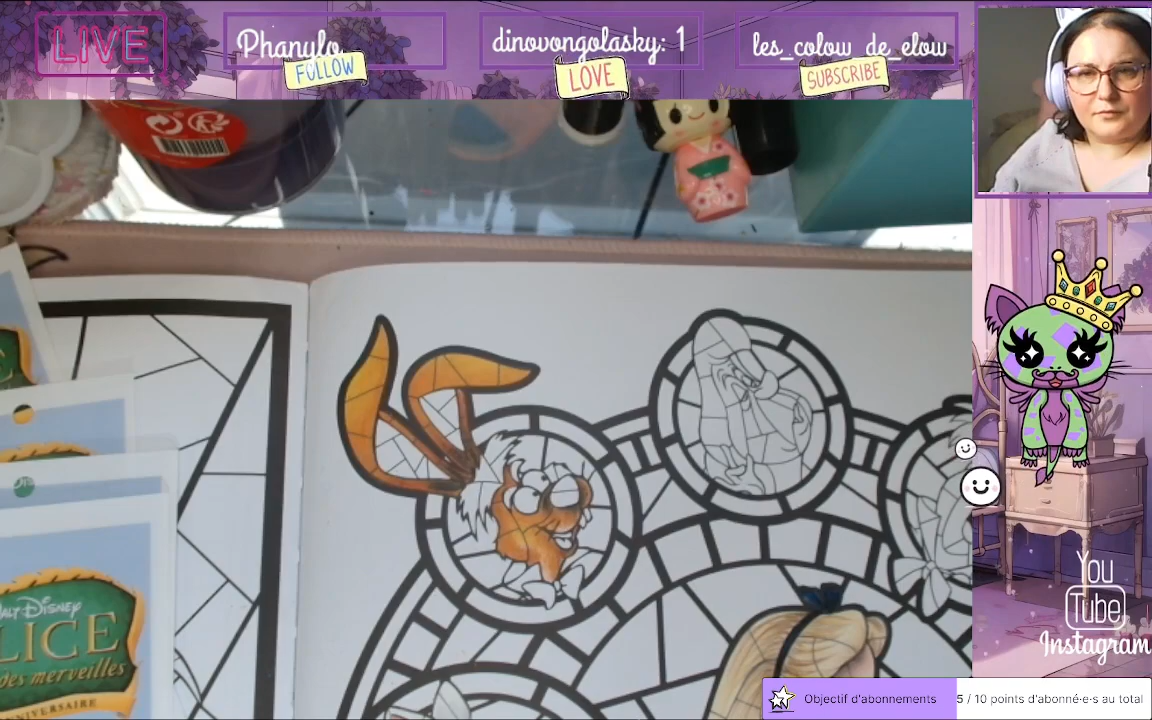 LIVE
Phanylo
FOLLOW
dinovongolasky: 1
LOVE
les_colow_de_elow
SUBSCRIBE
WALT DISNEY
LICE
des merveilles
You
Tube
Instagram
Objectif d'abonnements
5 / 10 points d'abonné·e·s au total